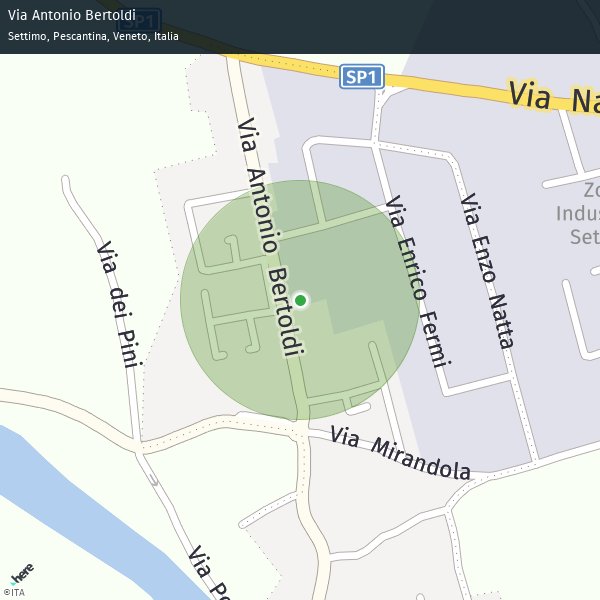 Via Antonio Bertoldi
Settimo, Pescantina, Veneto, Italia
SP1
SP1
Via Na
Via Antonio Bertoldi
Via Enrico Fermi
Via Enzo Natta
Zo
Indus
Set
Via dei Pini
Via Mirandola
Via Po
here
©ITA